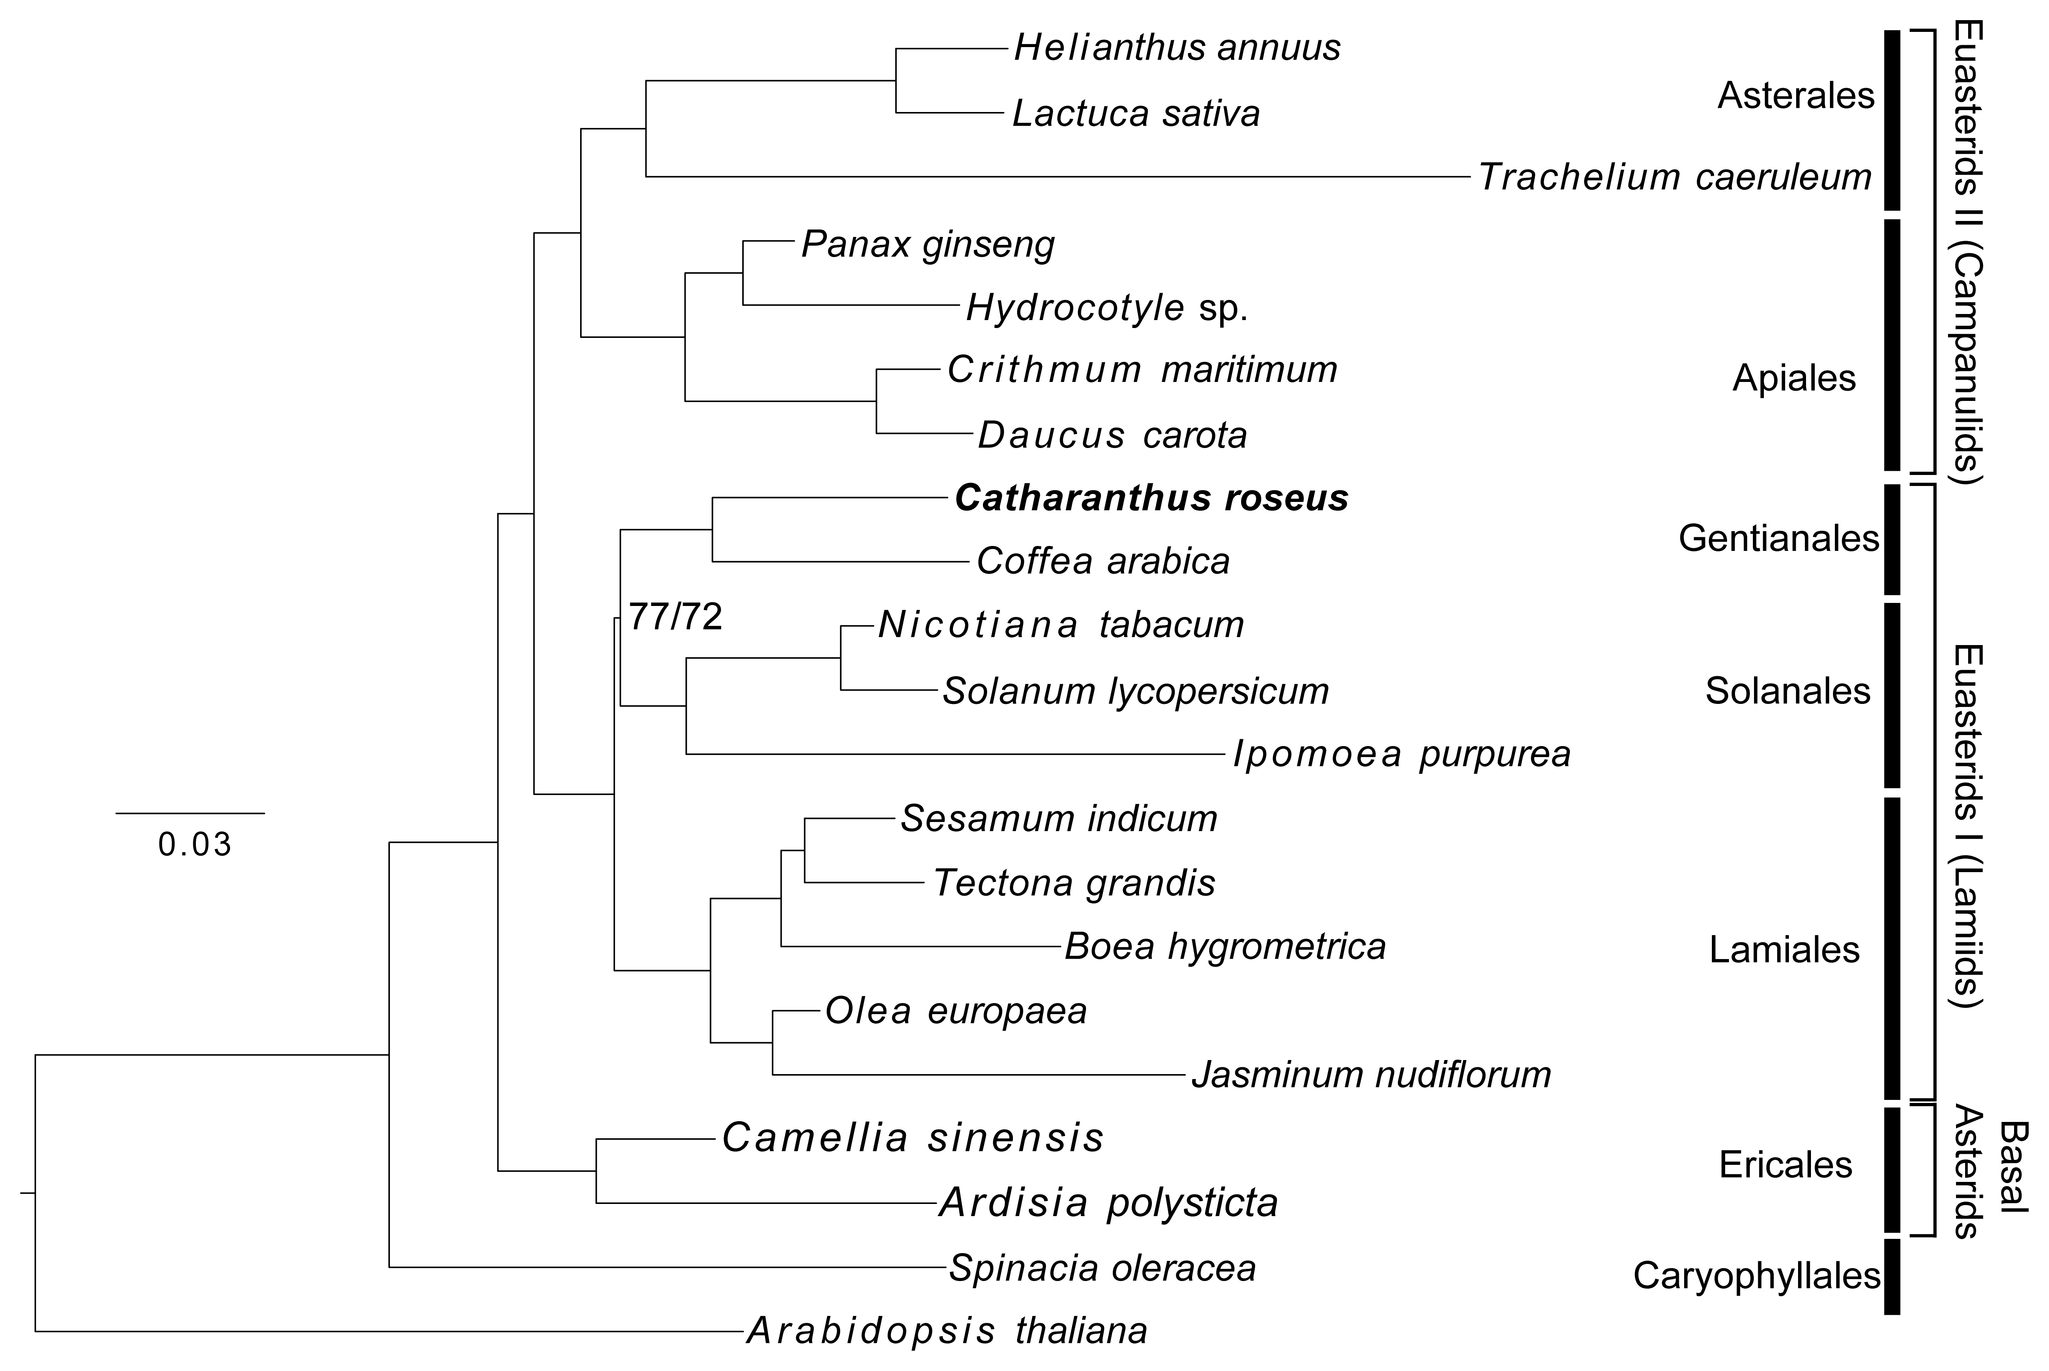 Helianthus annuus
Lactuca sativa
Trachelium caeruleum
Panax ginseng
Hydrocotyle sp.
Crithmum maritimum
Daucus carota
Catharanthus roseus
Coffea arabica
77/72
Nicotiana tabacum
Solanum lycopersicum
Ipomoea purpurea
Sesamum indicum
0.03
Tectona grandis
Boea hygrometrica
Olea europaea
Jasminum nudiflorum
Camellia sinensis
Ardisia polysticta
Spinacia oleracea
Arabidopsis thaliana
Asterales
Apiales
Gentianales
Solanales
Lamiales
Ericales
Caryophyllales
Euasterids II (Campanulids)
Euasterids I (Lamiids)
Basal
Asterids